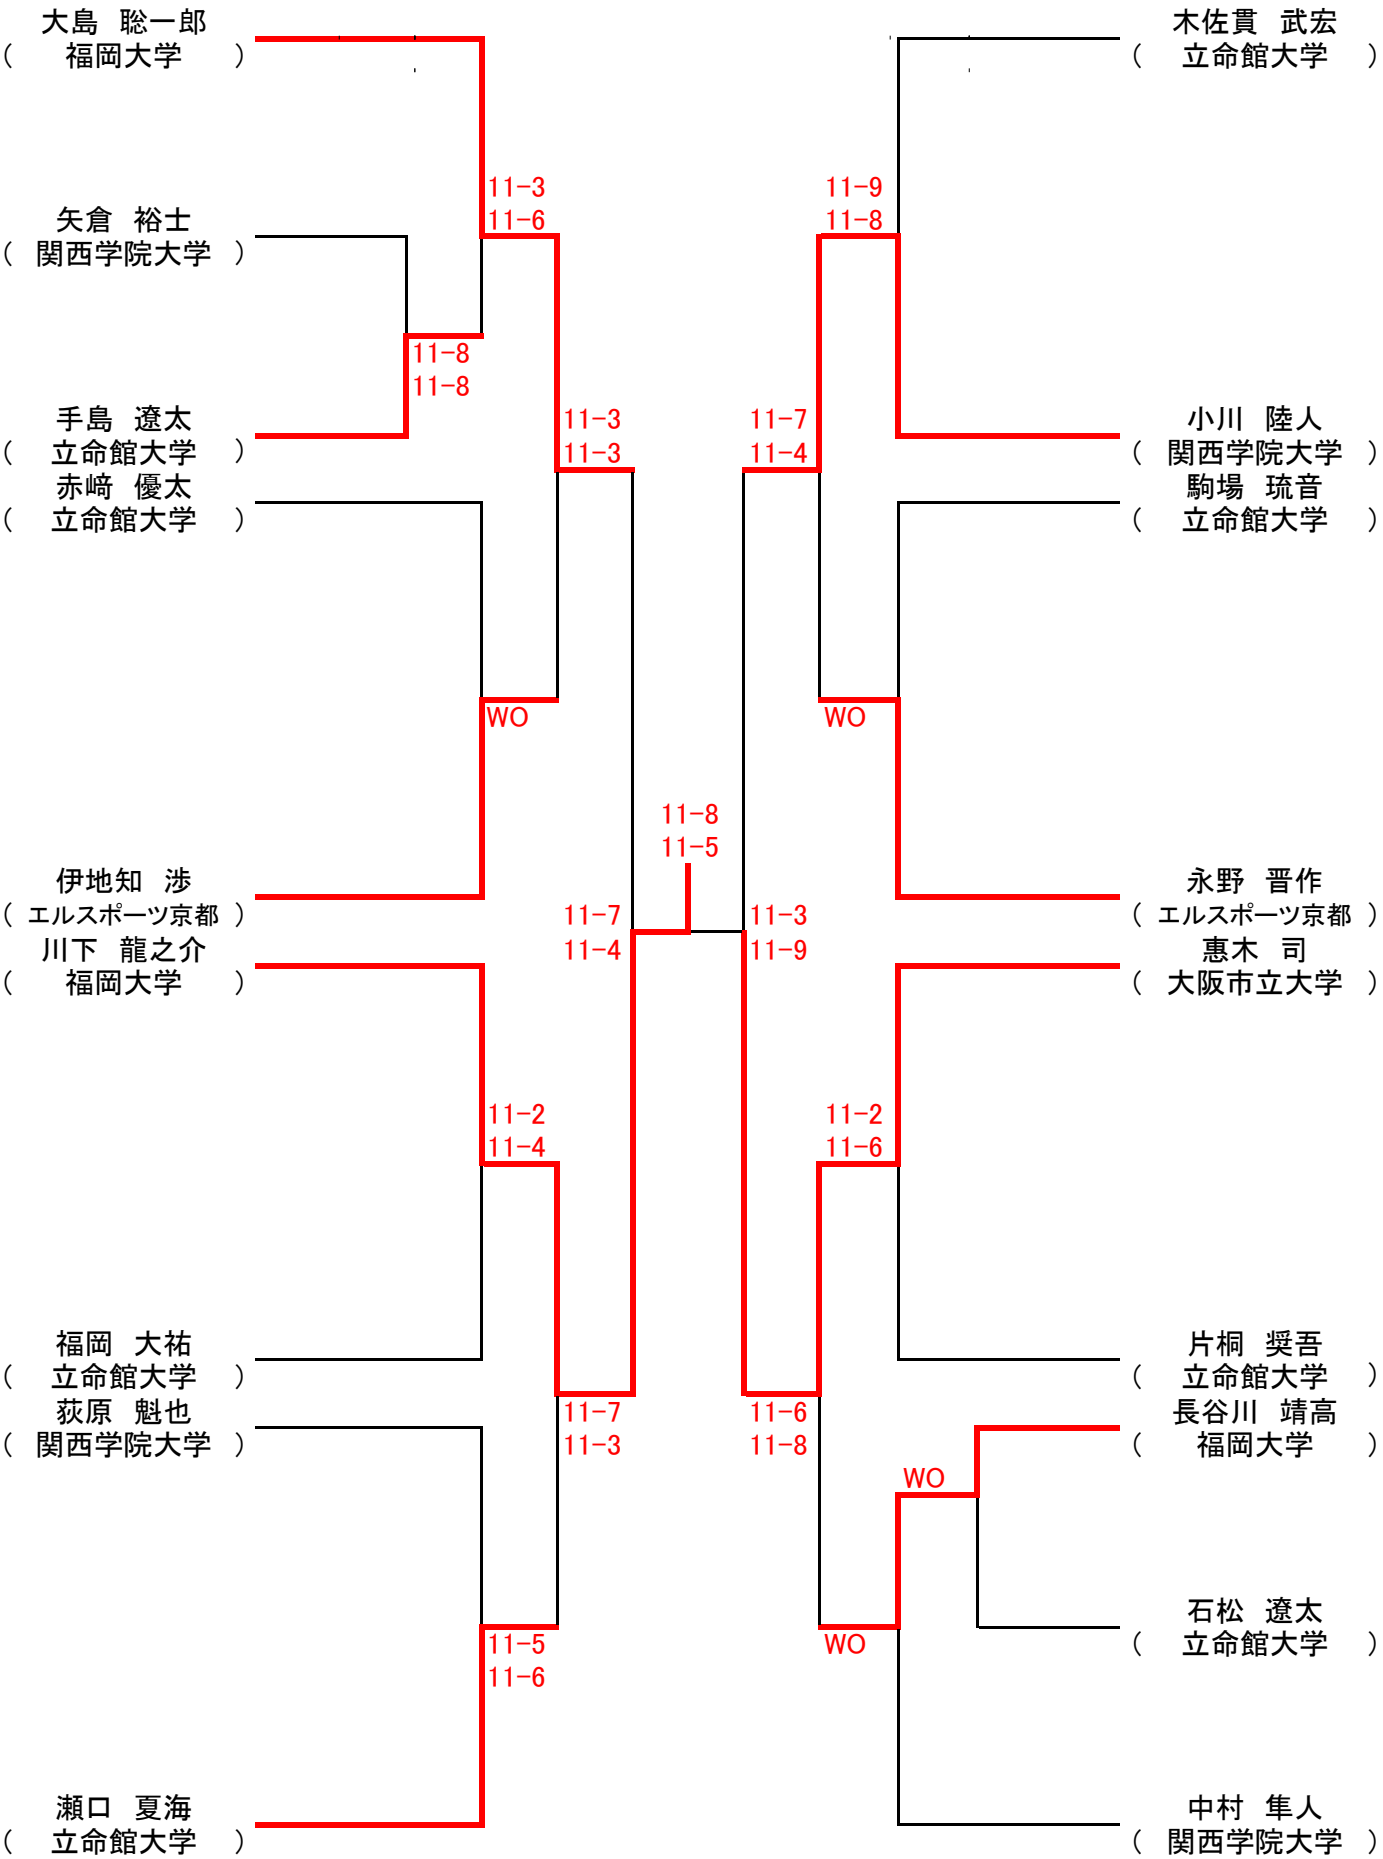 大島 聡一郎
( 福岡大学 )
矢倉 裕士
( 関西学院大学 )
手島 遼太
( 立命館大学 )
赤﨑 優太
( 立命館大学 )
伊地知 渉
( エルスポーツ京都 )
川下 龍之介
( 福岡大学 )
福岡 大祐
( 立命館大学 )
荻原 魁也
( 関西学院大学 )
瀬口 夏海
( 立命館大学 )
11-8
11-8
11-3
11-6
WO
11-2
11-4
11-5
11-6
11-3
11-3
11-7
11-3
11-7
11-4
11-8
11-5
11-3
11-9
11-7
11-4
11-6
11-8
11-9
11-8
WO
11-2
11-6
WO
WO
木佐貫 武宏
( 立命館大学 )
小川 陸人
( 関西学院大学 )
駒場 琉音
( 立命館大学 )
永野 晋作
( エルスポーツ京都 )
惠木 司
( 大阪市立大学 )
片桐 奨吾
( 立命館大学 )
長谷川 靖高
( 福岡大学 )
石松 遼太
( 立命館大学 )
中村 隼人
( 関西学院大学 )